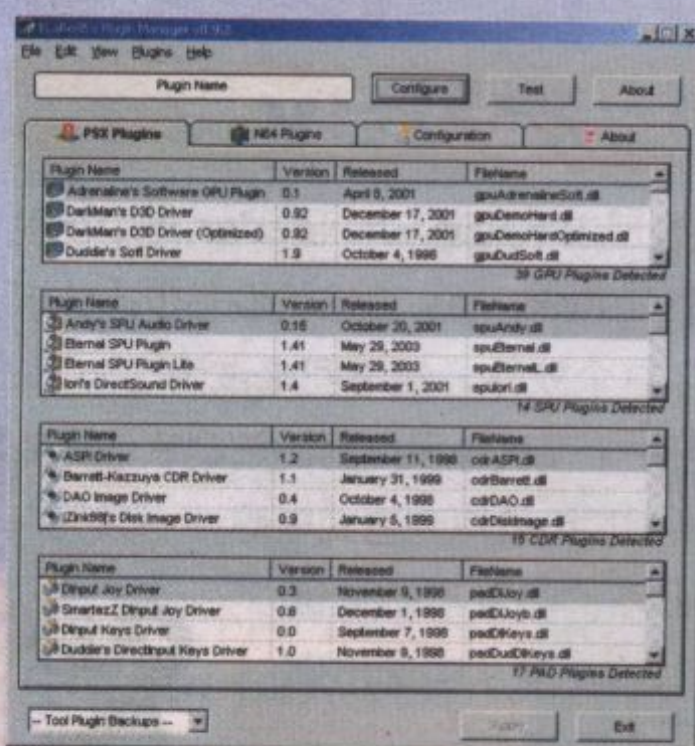 Plugin Manager
File Edit View Plugins Help
Plugin Name Configure Test About
PSX Plugins N64 Plugins Configuration About
Plugin Name Version Released FileName
Adrenaline's Software GPU Plugin 0.1 April 8, 2001 gpuAdrenalineSoft.dll
DarkMan's D3D Driver 0.92 December 17, 2001 gpuDemoHard.dll
DarkMan's D3D Driver (Optimized) 0.92 December 17, 2001 gpuDemoHardOptimized.dll
Duddie's Soft Driver 1.9 October 4, 1998 gpuDudSoft.dll
39 GPU Plugins Detected
Plugin Name Version Released FileName
Andy's SPU Audio Driver 0.16 October 20, 2001 spuAndy.dll
Eternal SPU Plugin 1.41 May 29, 2003 spuEternal.dll
Eternal SPU Plugin Lite 1.41 May 29, 2003 spuEternalL.dll
Iori's DirectSound Driver 1.4 September 1, 2001 spuIori.dll
14 SPU Plugins Detected
Plugin Name Version Released FileName
ASPI Driver 1.2 September 11, 1998 cdrASPI.dll
Barrett-Kazzuya CDR Driver 1.1 January 31, 1999 cdrBarrett.dll
DAO Image Driver 0.4 October 4, 1998 cdrDAO.dll
iZink98's Disk Image Driver 0.9 January 5, 1999 cdrDiskImage.dll
15 CDR Plugins Detected
Plugin Name Version Released FileName
DInput Joy Driver 0.3 November 9, 1998 padDiJoy.dll
SmartezZ DInput Joy Driver 0.6 December 1, 1998 padDiJoyb.dll
DInput Keys Driver 0.0 September 7, 1998 padDIKeys.dll
Duddie's DirectInput Keys Driver 1.0 November 8, 1998 padDudDIKeys.dll
17 PAD Plugins Detected
-- Tool Plugin Backups -- Exit